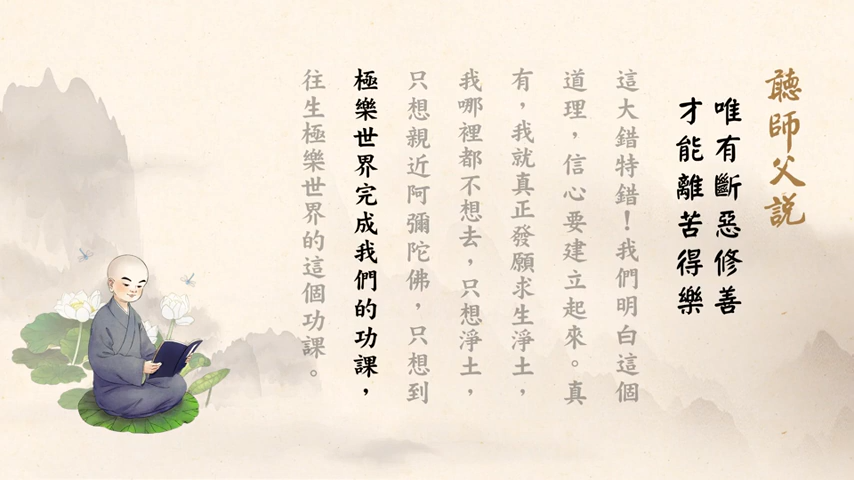 聽師父說
唯有斷惡修善
才能離苦得樂
這大錯特錯！我們明白這個
道理，信心要建立起來。真
有，我就真正發願求生淨土，
我哪裡都不想去，只想淨土，
只想親近阿彌陀佛，只想到
極樂世界完成我們的功課，
往生極樂世界的這個功課。